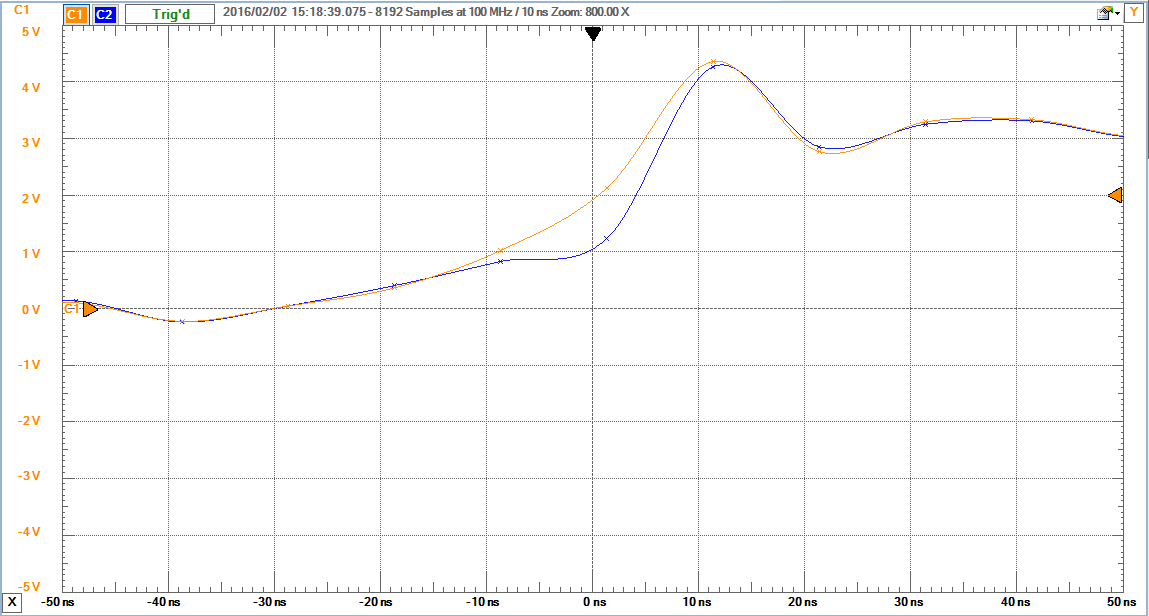 C1
C1 C2 Trig'd 2016/02/02 15:18:39.075 - 8192 Samples at 100 MHz / 10 ns Zoom: 800.00 X Y
5 V
4 V
3 V
2 V
1 V
C1
0 V
-1 V
-2 V
-3 V
-4 V
-5 V
X -50 ns -40 ns -30 ns -20 ns -10 ns 0 ns 10 ns 20 ns 30 ns 40 ns 50 ns